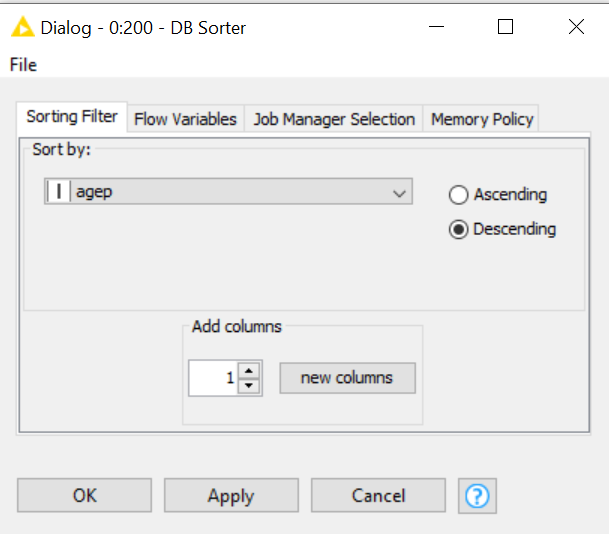 Dialog - 0:200 - DB Sorter
File
Sorting Filter Flow Variables Job Manager Selection Memory Policy
Sort by:
I agep
Ascending
Descending
Add columns
1 new columns
OK Apply Cancel ?